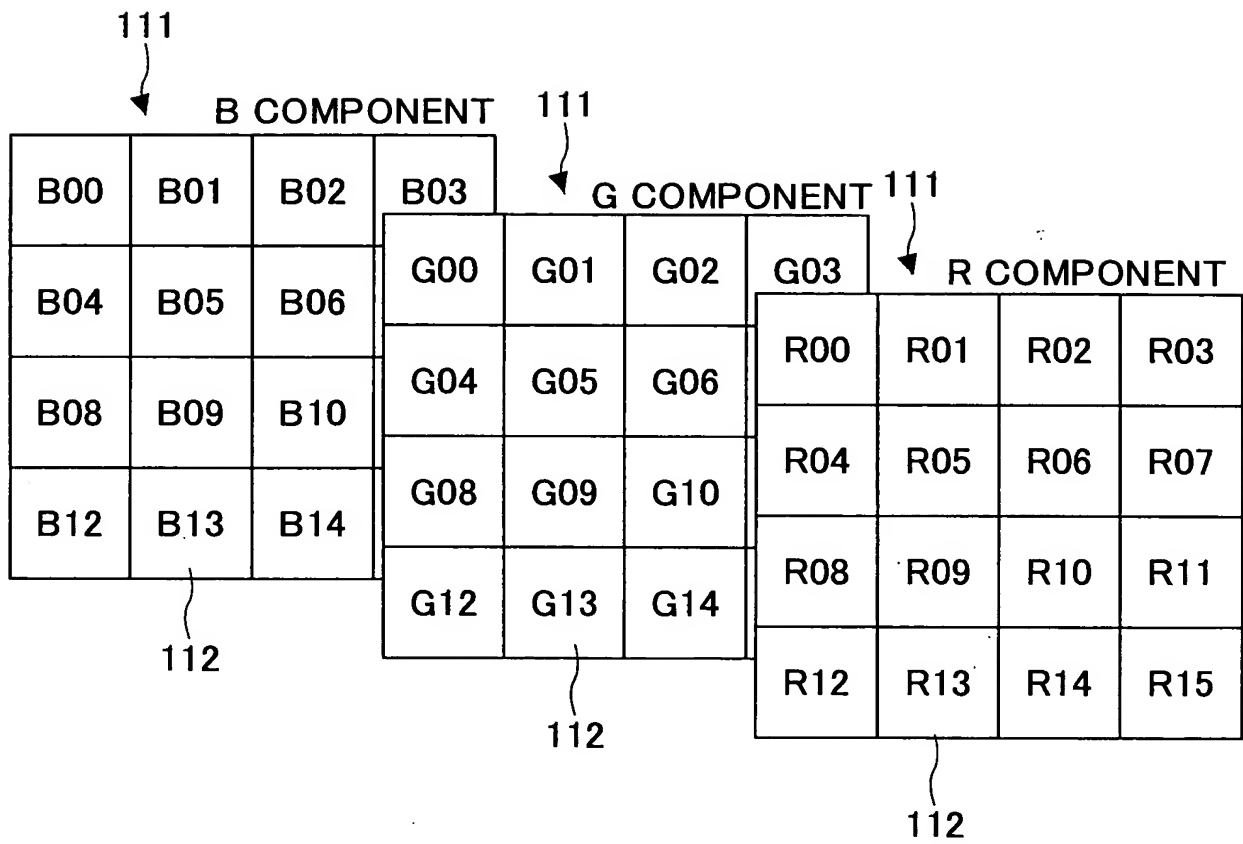 111
B COMPONENT
111
G COMPONENT
111
R COMPONENT
B00 B01 B02 B03
B04 B05 B06
B08 B09 B10
B12 B13 B14
112
G00 G01 G02 G03
G04 G05 G06
G08 G09 G10
G12 G13 G14
112
R00 R01 R02 R03
R04 R05 R06 R07
R08 R09 R10 R11
R12 R13 R14 R15
112